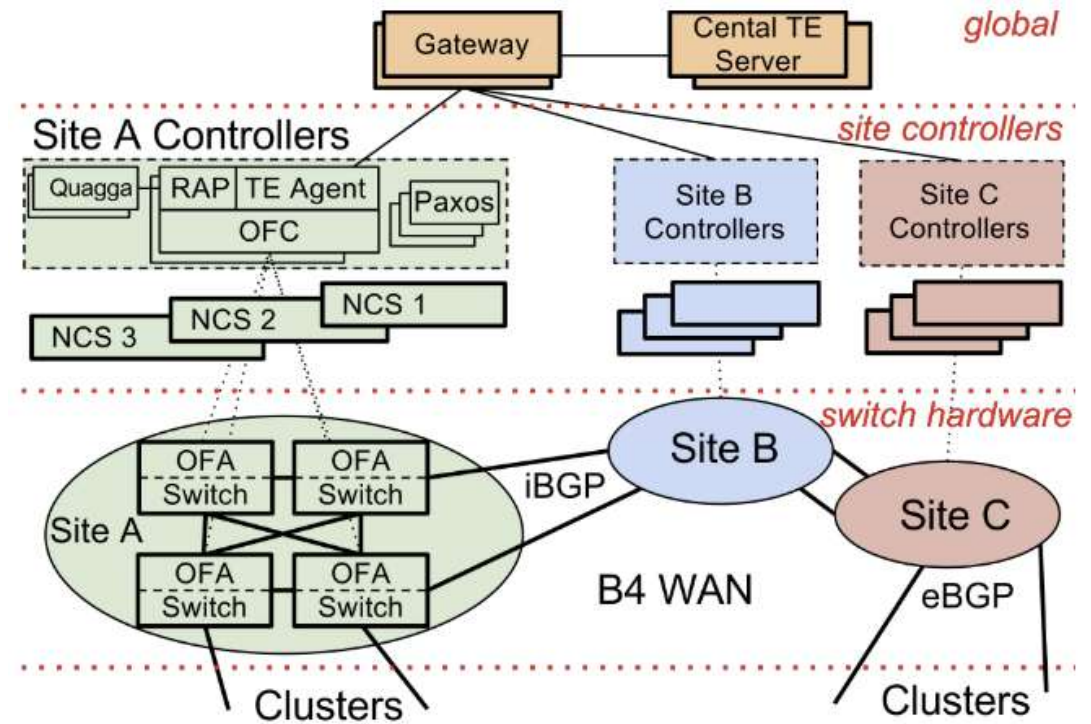 global
Gateway
Cental TE
Server
Site A Controllers
site controllers
Quagga
RAP
TE Agent
Paxos
OFC
Site B
Controllers
Site C
Controllers
NCS 1
NCS 2
NCS 3
switch hardware
OFA
Switch
OFA
Switch
Site A
OFA
Switch
OFA
Switch
iBGP
Site B
Site C
B4 WAN
eBGP
Clusters
Clusters